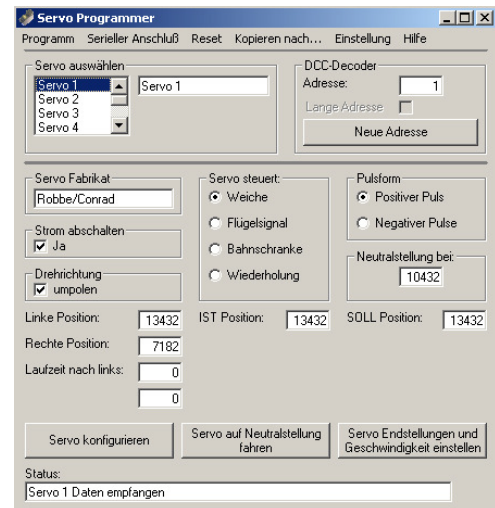 Servo Programmer
Programm Serieller Anschluß Reset Kopieren nach... Einstellung Hilfe
Servo auswählen
Servo 1
Servo 2
Servo 3
Servo 4
Servo 1
DCC-Decoder
Adresse: 1
Lange Adresse
Neue Adresse
Servo Fabrikat
Robbe/Conrad
Strom abschalten
Ja
Drehrichtung
umpolen
Servo steuert:
Weiche
Flügelsignal
Bahnschranke
Wiederholung
Pulsform
Positiver Puls
Negativer Pulse
Neutralstellung bei:
10432
Linke Position: 13432
IST Position: 13432
SOLL Position: 13432
Rechte Position: 7182
Laufzeit nach links: 0
0
Servo konfigurieren
Servo auf Neutralstellung
fahren
Servo Endstellungen und
Geschwindigkeit einstellen
Status:
Servo 1 Daten empfangen